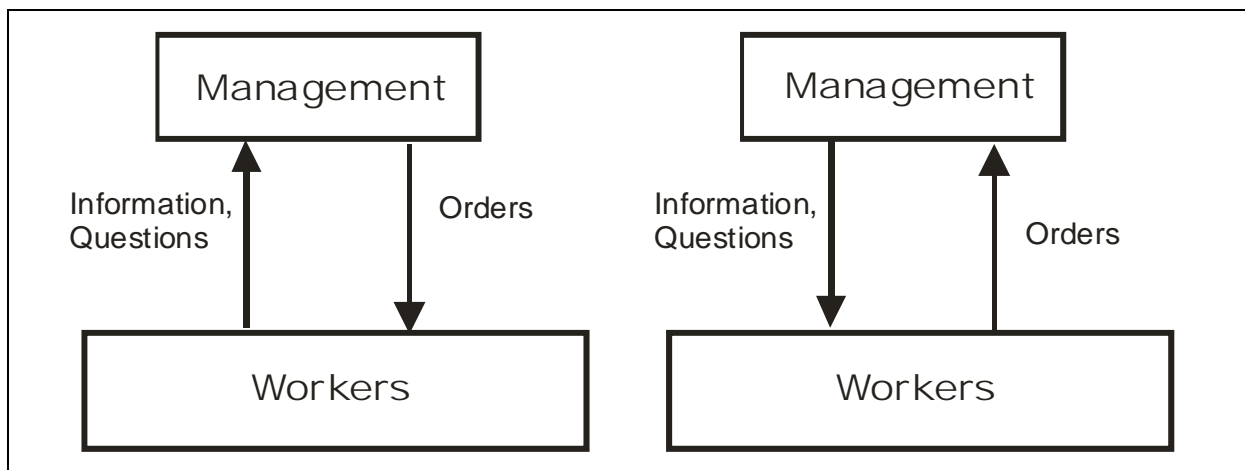 Management
Information,
Questions
Orders
Workers
Management
Information,
Questions
Orders
Workers